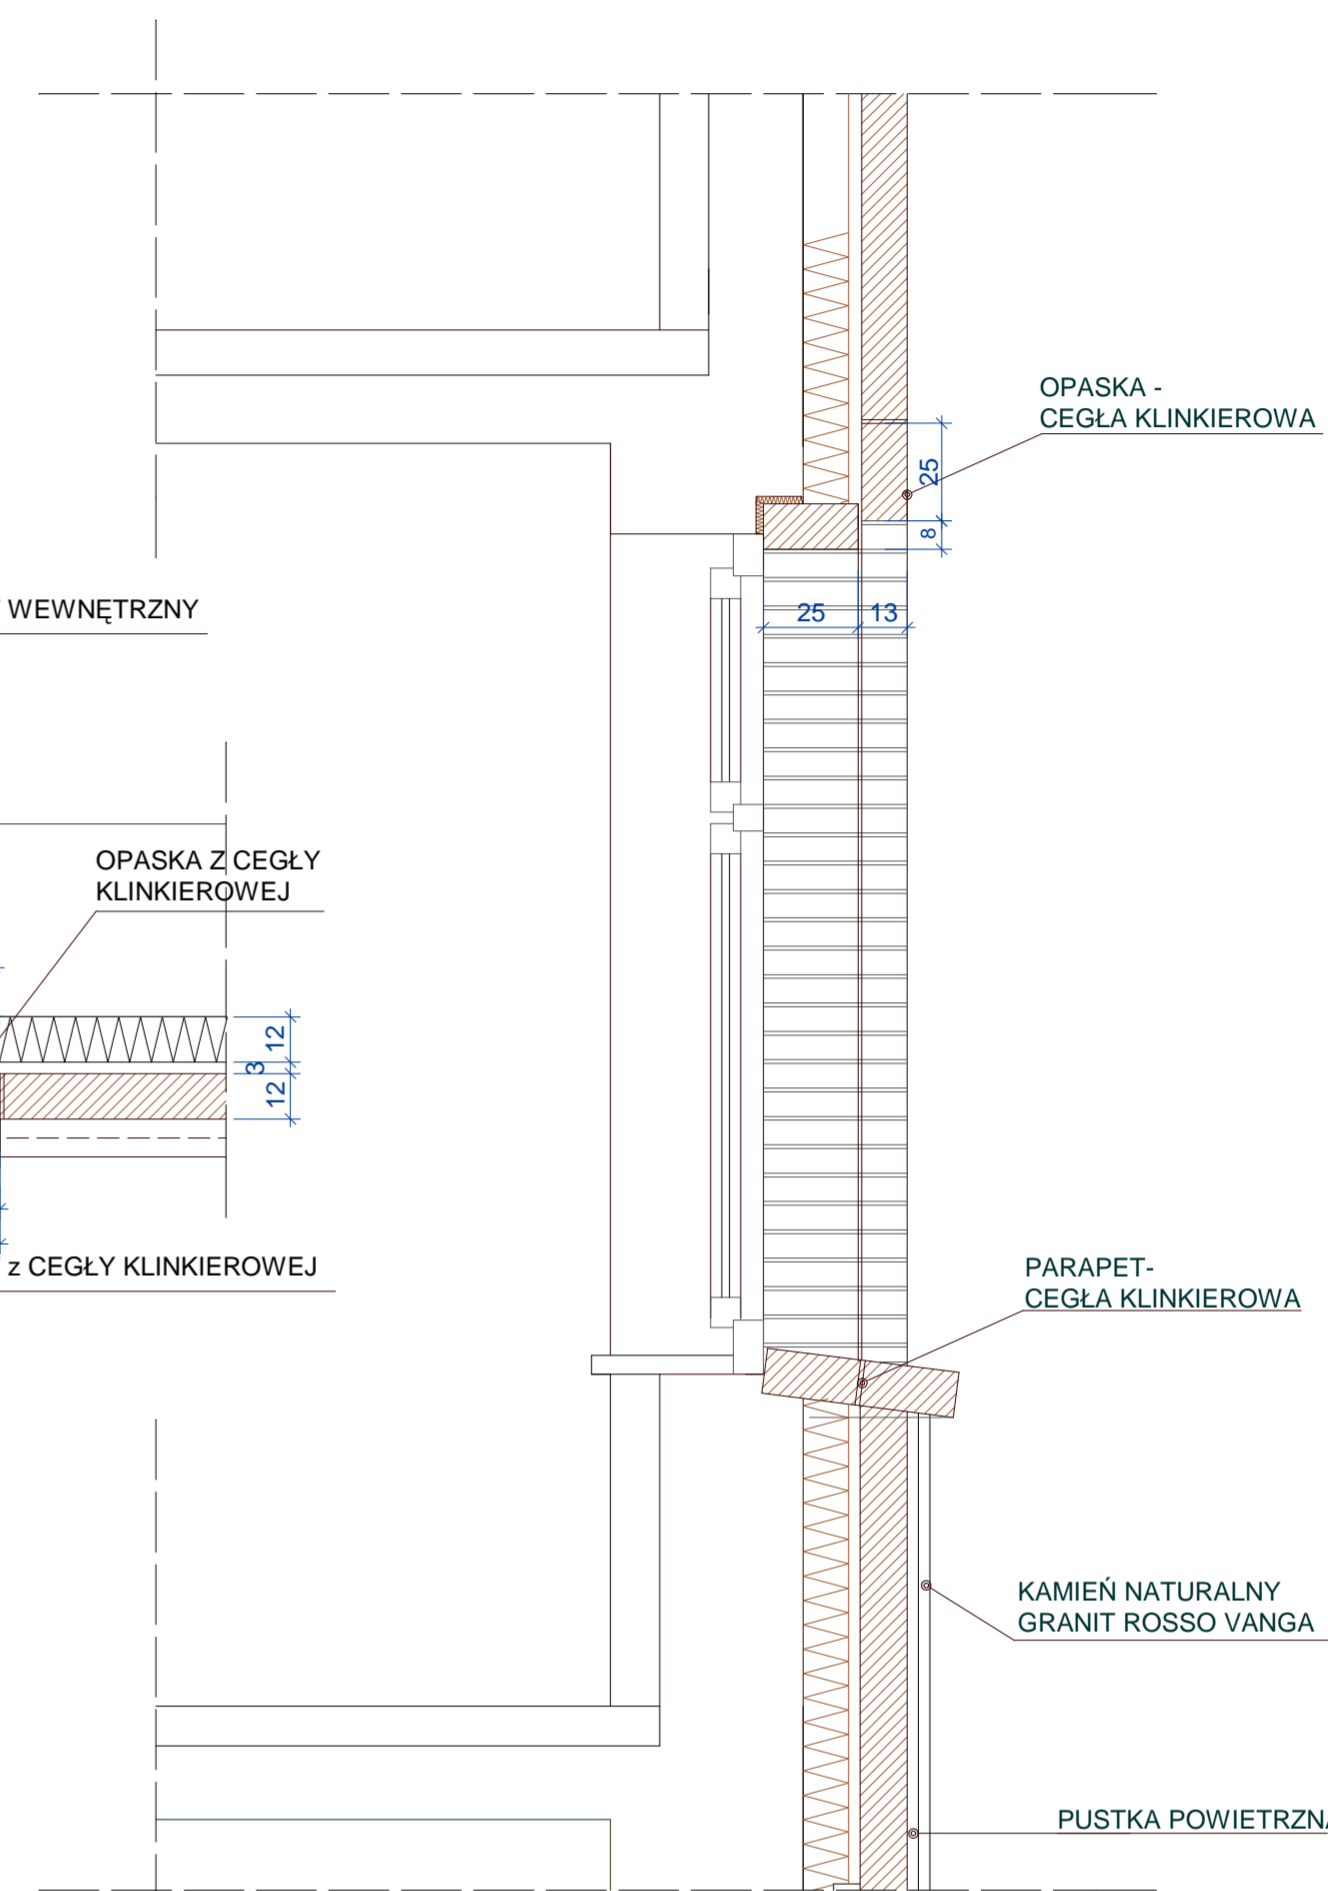 OPASKA -
CEGŁA KLINKIEROWA
25
8
WEWNĘTRZNY
25 13
OPASKA Z CEGŁY
KLINKIEROWEJ
12
3
12
z CEGŁY KLINKIEROWEJ
PARAPET-
CEGŁA KLINKIEROWA
KAMIEŃ NATURALNY
GRANIT ROSSO VANGA
PUSTKA POWIETRZNA